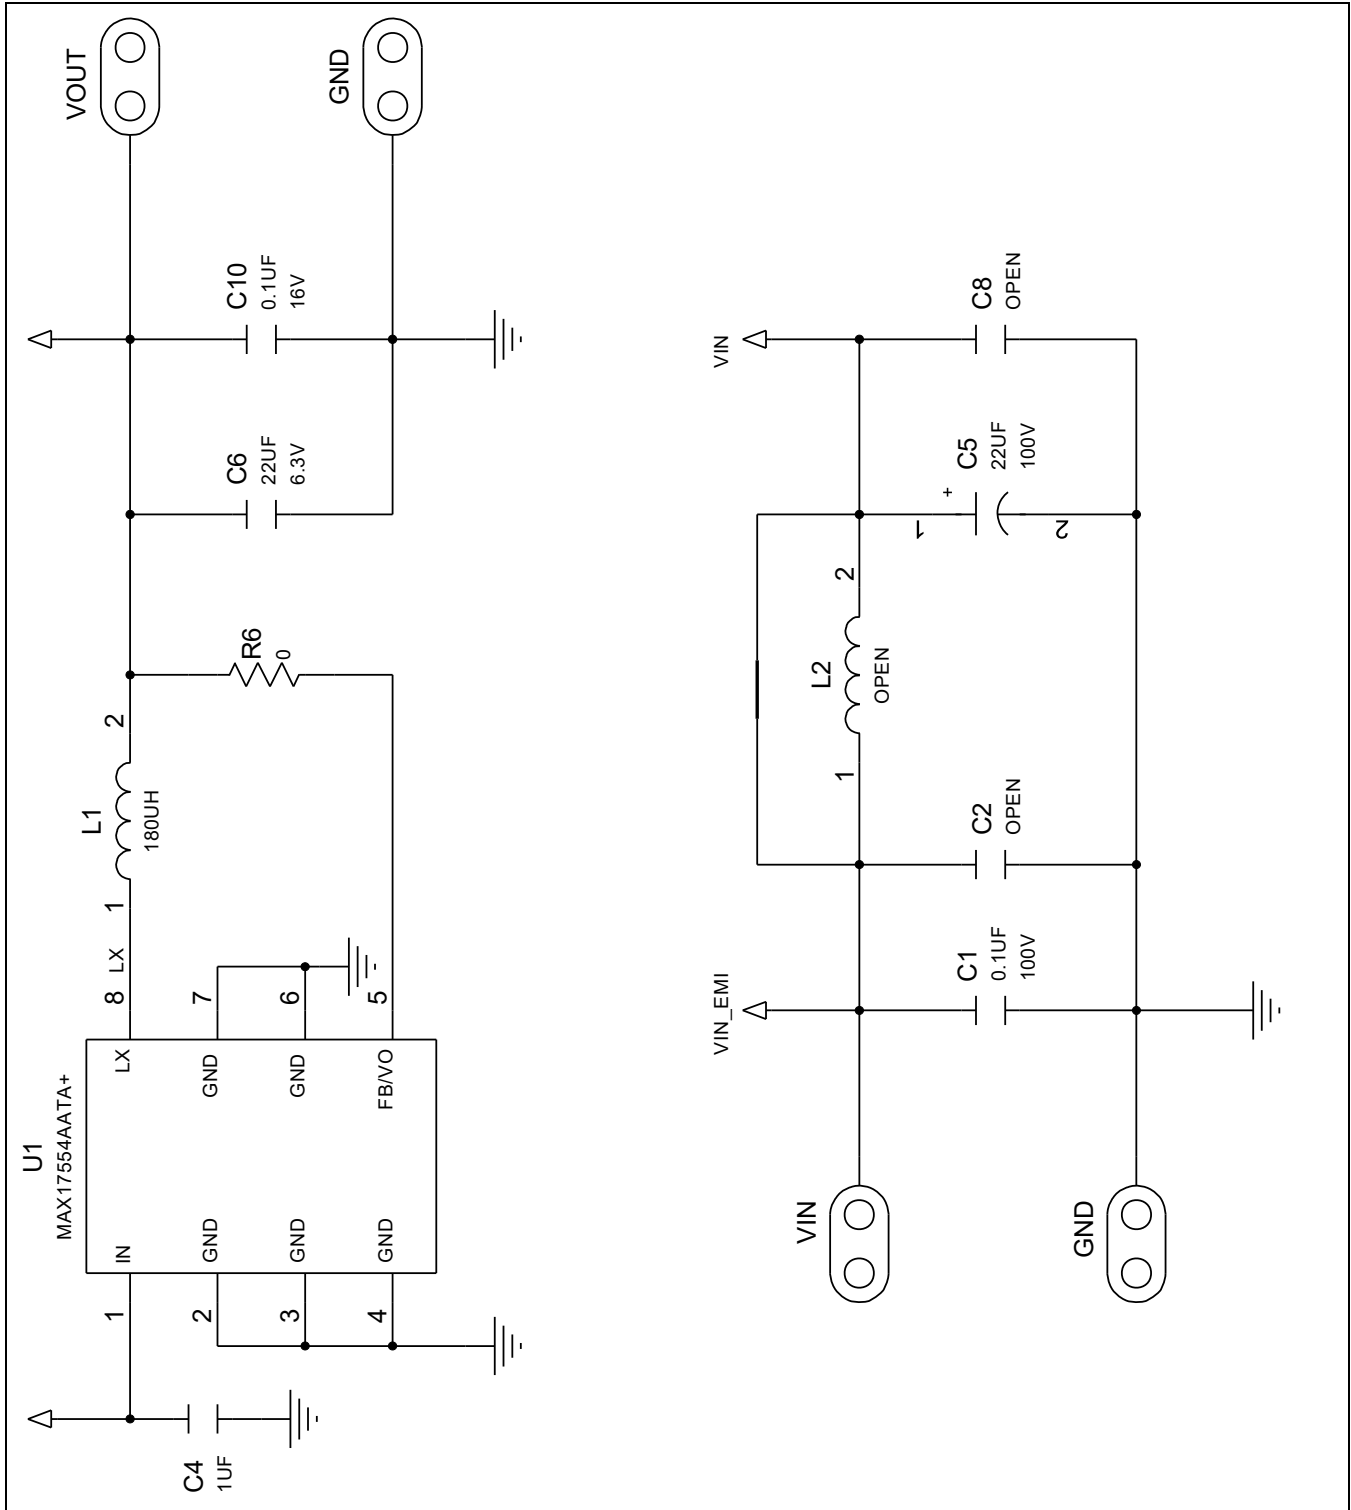 VOUT
GND
C10
0.1UF
16V
C6
22UF
6.3V
R6
0
2
L1
180UH
1
LX
8
7
6
5
LX
GND
GND
FB/VO
U1
MAX17554AATA+
IN
GND
GND
GND
1
2
3
4
C4
1UF
VIN
C8
OPEN
C5
22UF
100V
+
1
2
2
L2
OPEN
1
C2
OPEN
VIN_EMI
C1
0.1UF
100V
VIN
GND